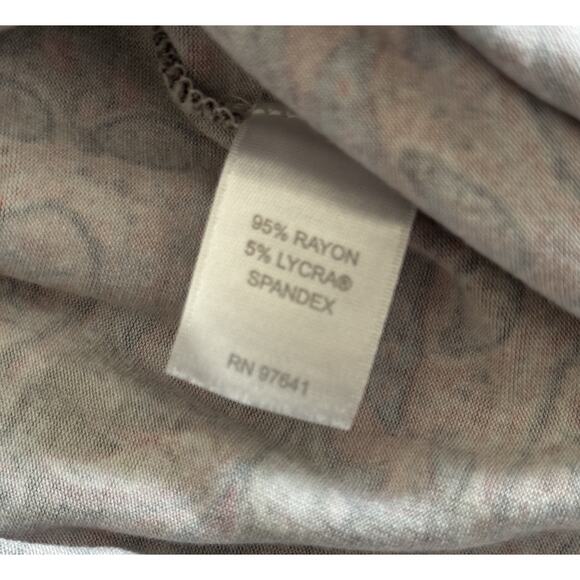 95% RAYON
5% LYCRA®
SPANDEX
RN 97641